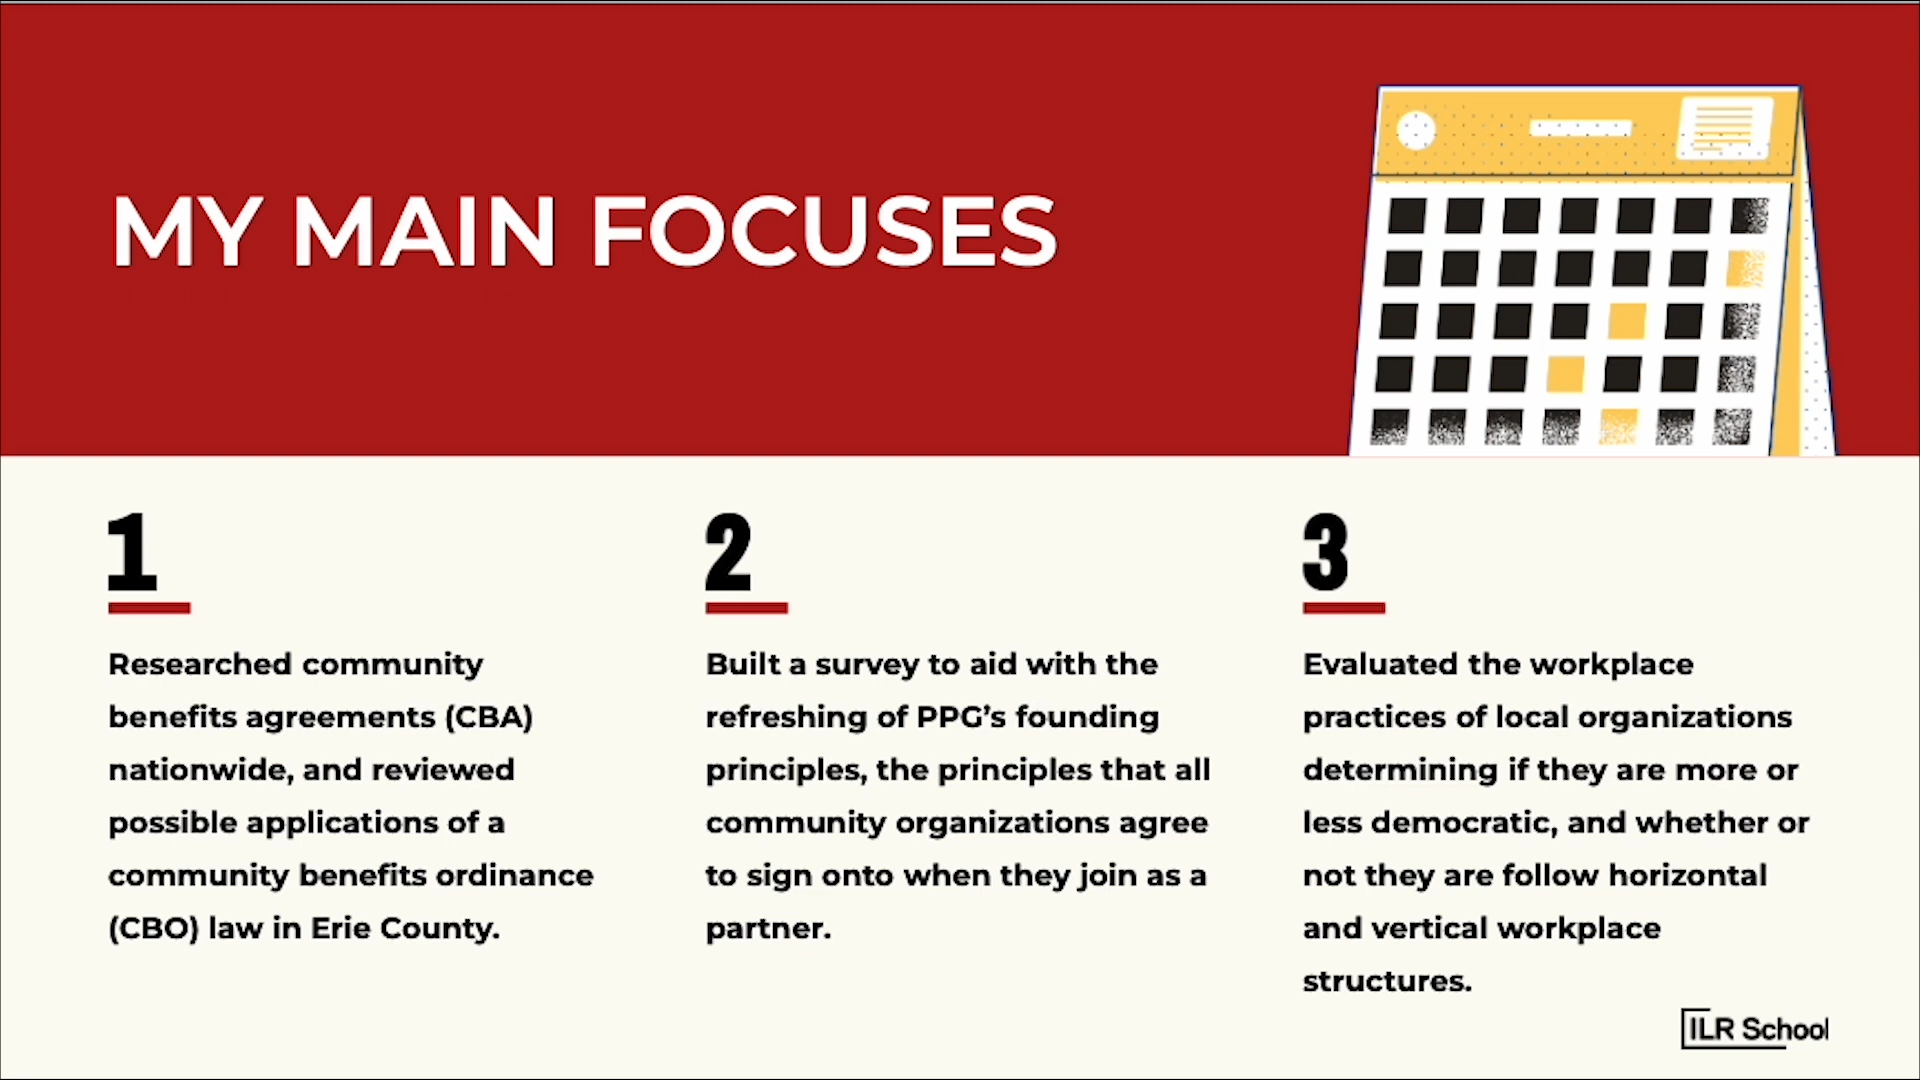 MY MAIN FOCUSES
1
Researched community
benefits agreements (CBA)
nationwide, and reviewed
possible applications of a
community benefits ordinance
(CBO) law in Erie County.
2
Built a survey to aid with the
refreshing of PPG’s founding
principles, the principles that all
community organizations agree
to sign onto when they join as a
partner.
3
Evaluated the workplace
practices of local organizations
determining if they are more or
less democratic, and whether or
not they are follow horizontal
and vertical workplace
structures.
ILR School